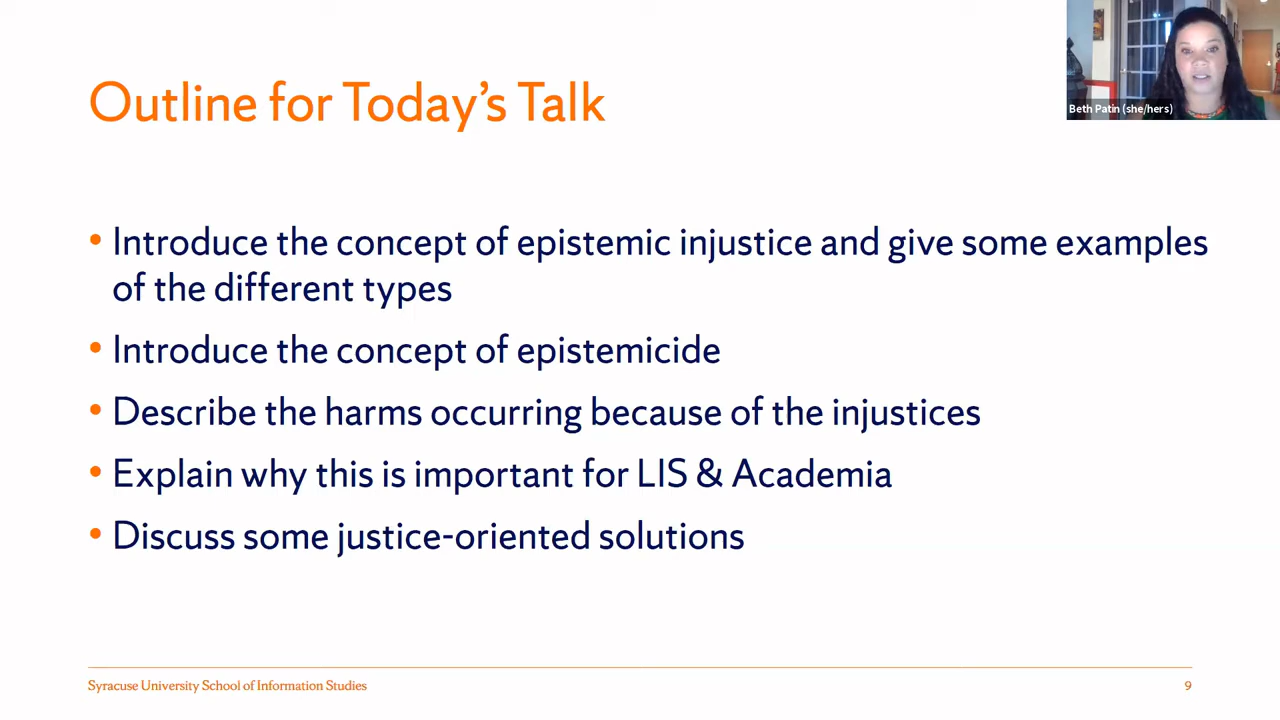 Beth Patin (she/hers)
Outline for Today's Talk
• Introduce the concept of epistemic injustice and give some examples
of the different types
• Introduce the concept of epistemicide
• Describe the harms occurring because of the injustices
• Explain why this is important for LIS & Academia
• Discuss some justice-oriented solutions
Syracuse University School of Information Studies
9